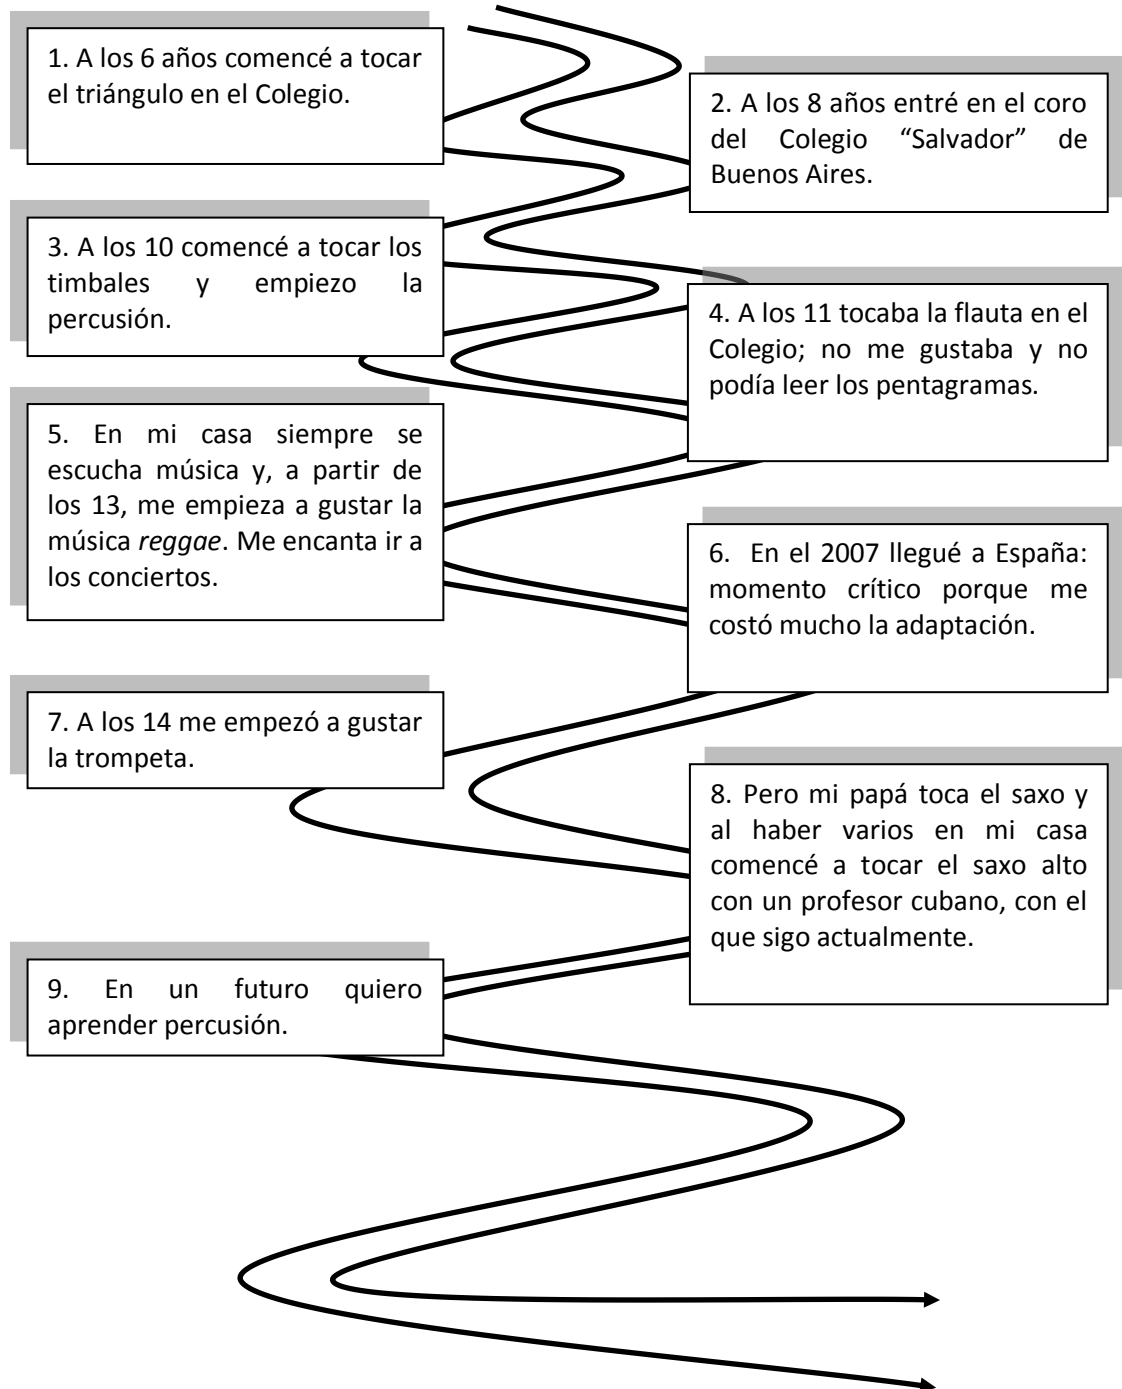 1. A los 6 años comencé a tocar
el triángulo en el Colegio.
2. A los 8 años entré en el coro
del Colegio “Salvador” de
Buenos Aires.
3. A los 10 comencé a tocar los
timbales y empiezo la
percusión.
4. A los 11 tocaba la flauta en el
Colegio; no me gustaba y no
podía leer los pentagramas.
5. En mi casa siempre se
escucha música y, a partir de
los 13, me empieza a gustar la
música reggae. Me encanta ir a
los conciertos.
6. En el 2007 llegué a España:
momento crítico porque me
costó mucho la adaptación.
7. A los 14 me empezó a gustar
la trompeta.
8. Pero mi papá toca el saxo y
al haber varios en mi casa
comencé a tocar el saxo alto
con un profesor cubano, con el
que sigo actualmente.
9. En un futuro quiero
aprender percusión.